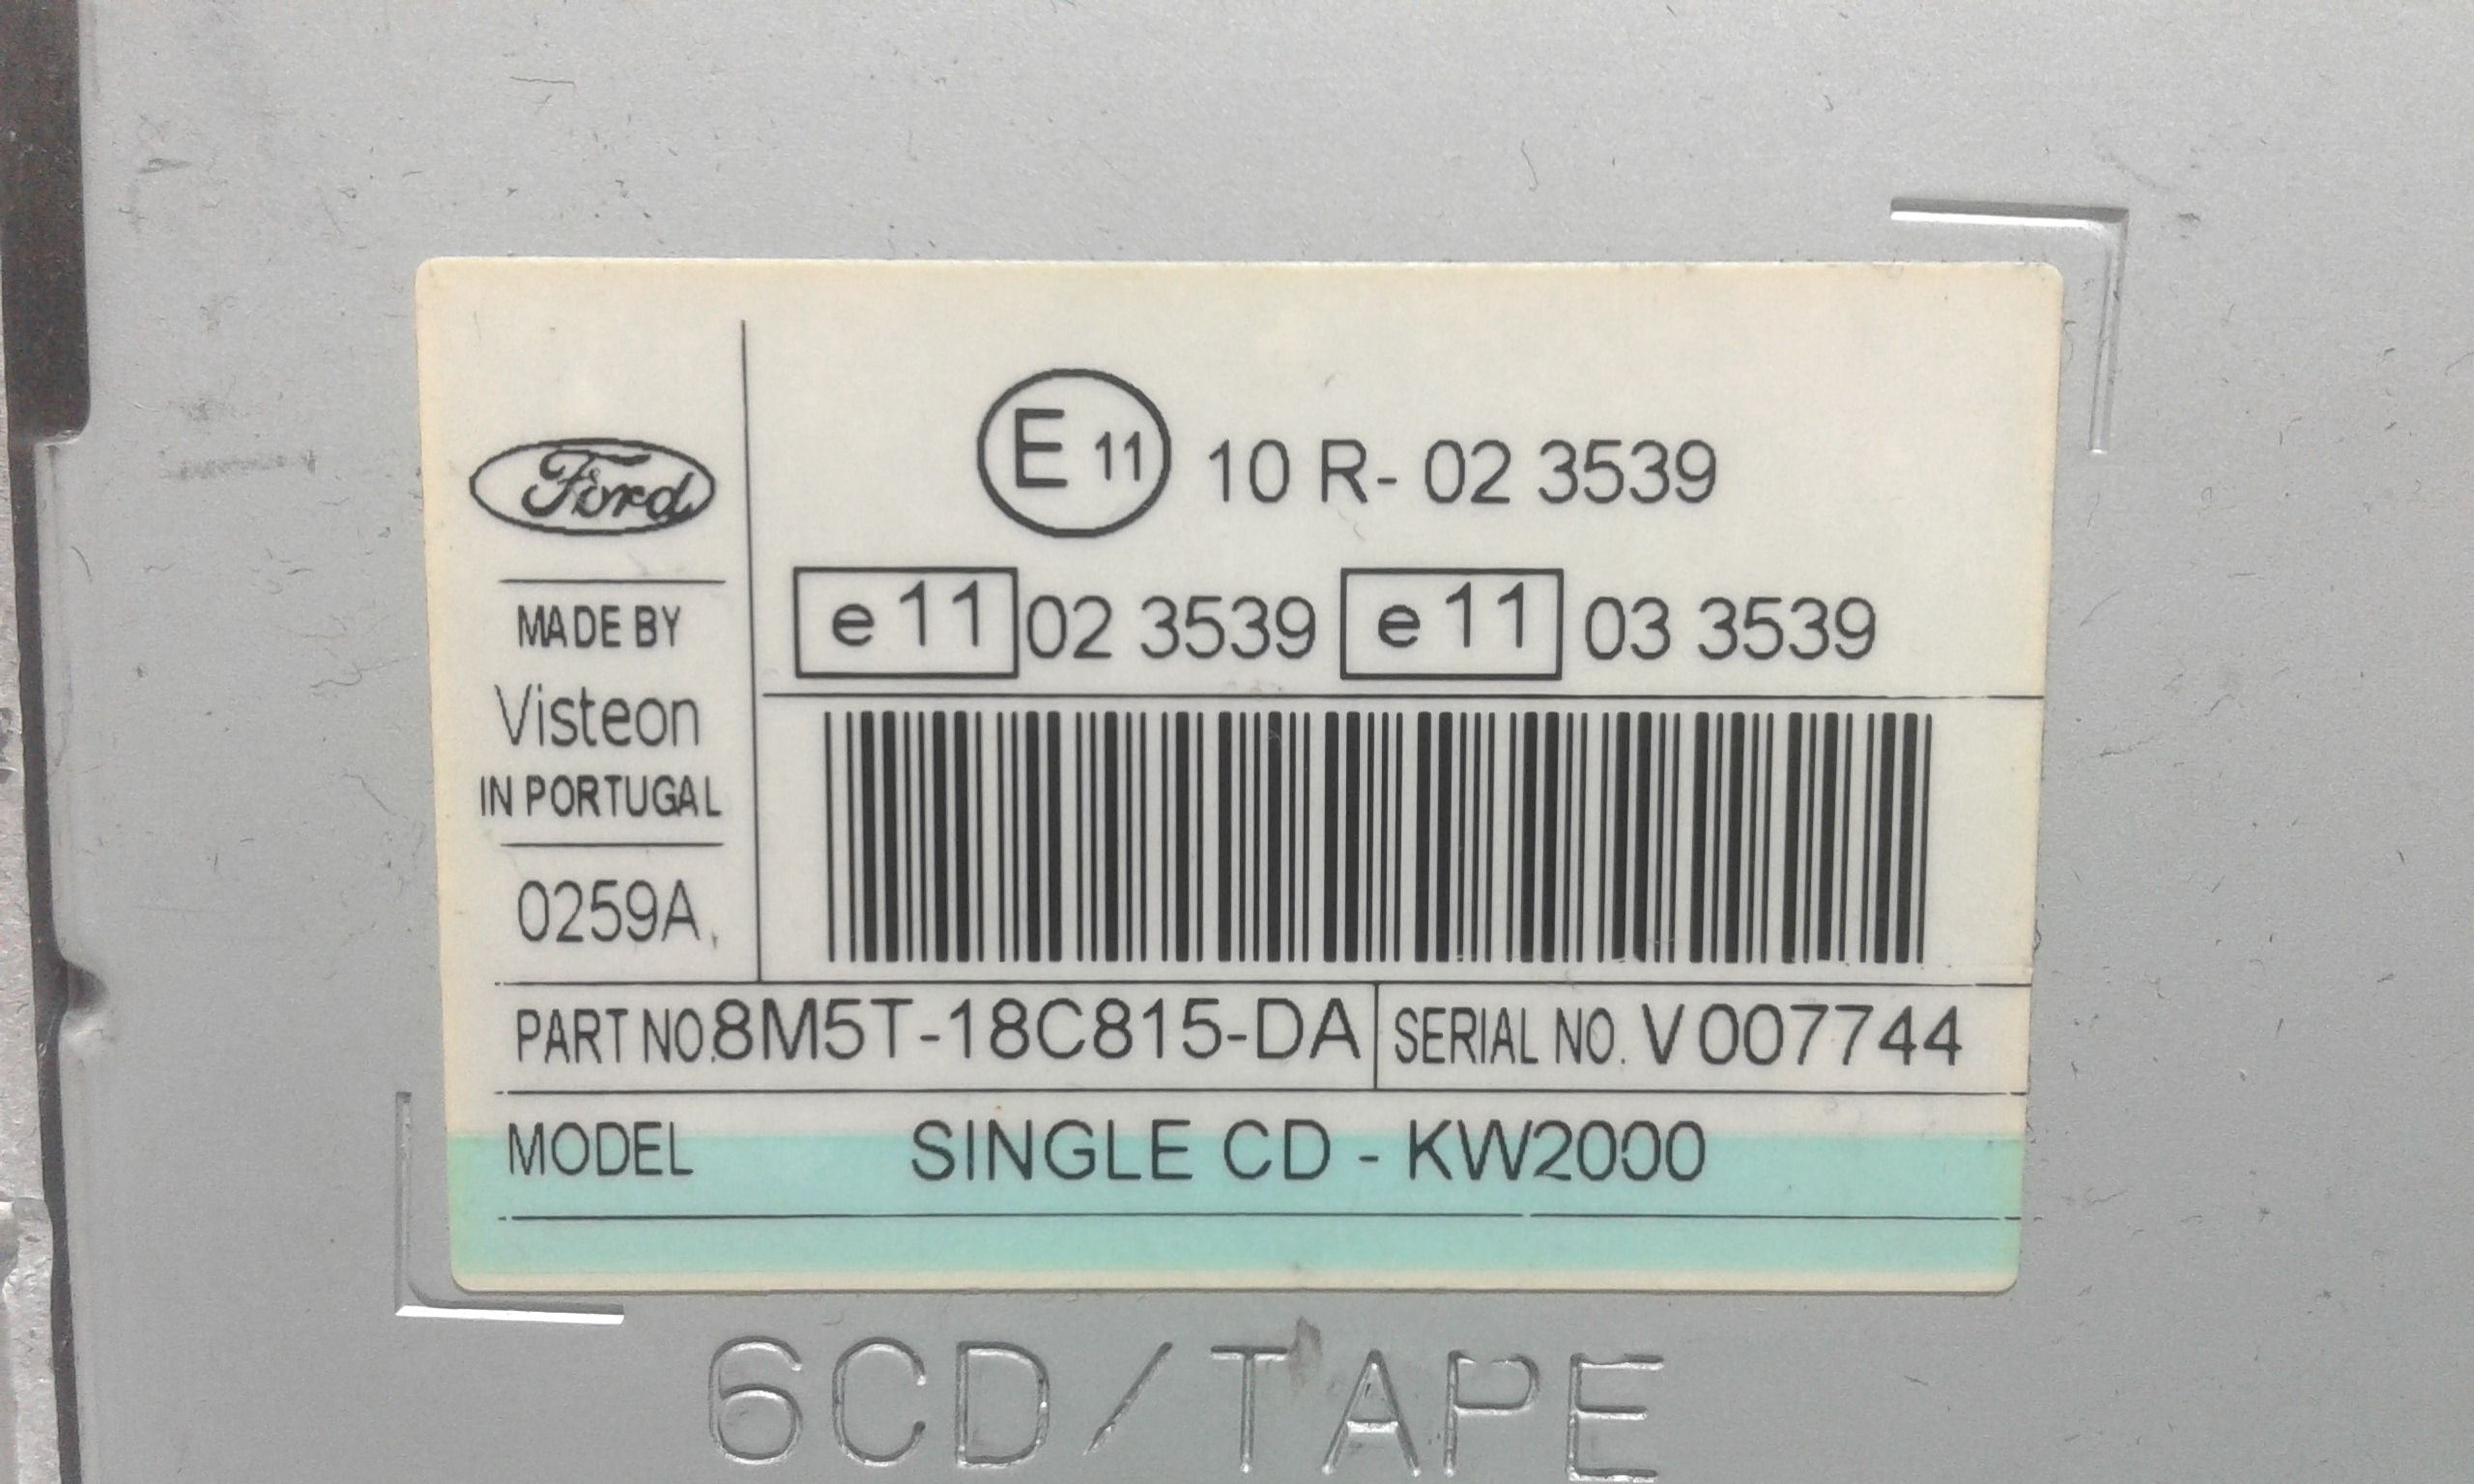 Ford
MADE BY
Visteon
IN PORTUGAL
0259A
E 11 10 R- 02 3539
e 11 02 3539 e 11 03 3539
PART NO. 8M5T-18C815-DA SERIAL NO. V007744
MODEL SINGLE CD - KW2000
6CD/TAPE